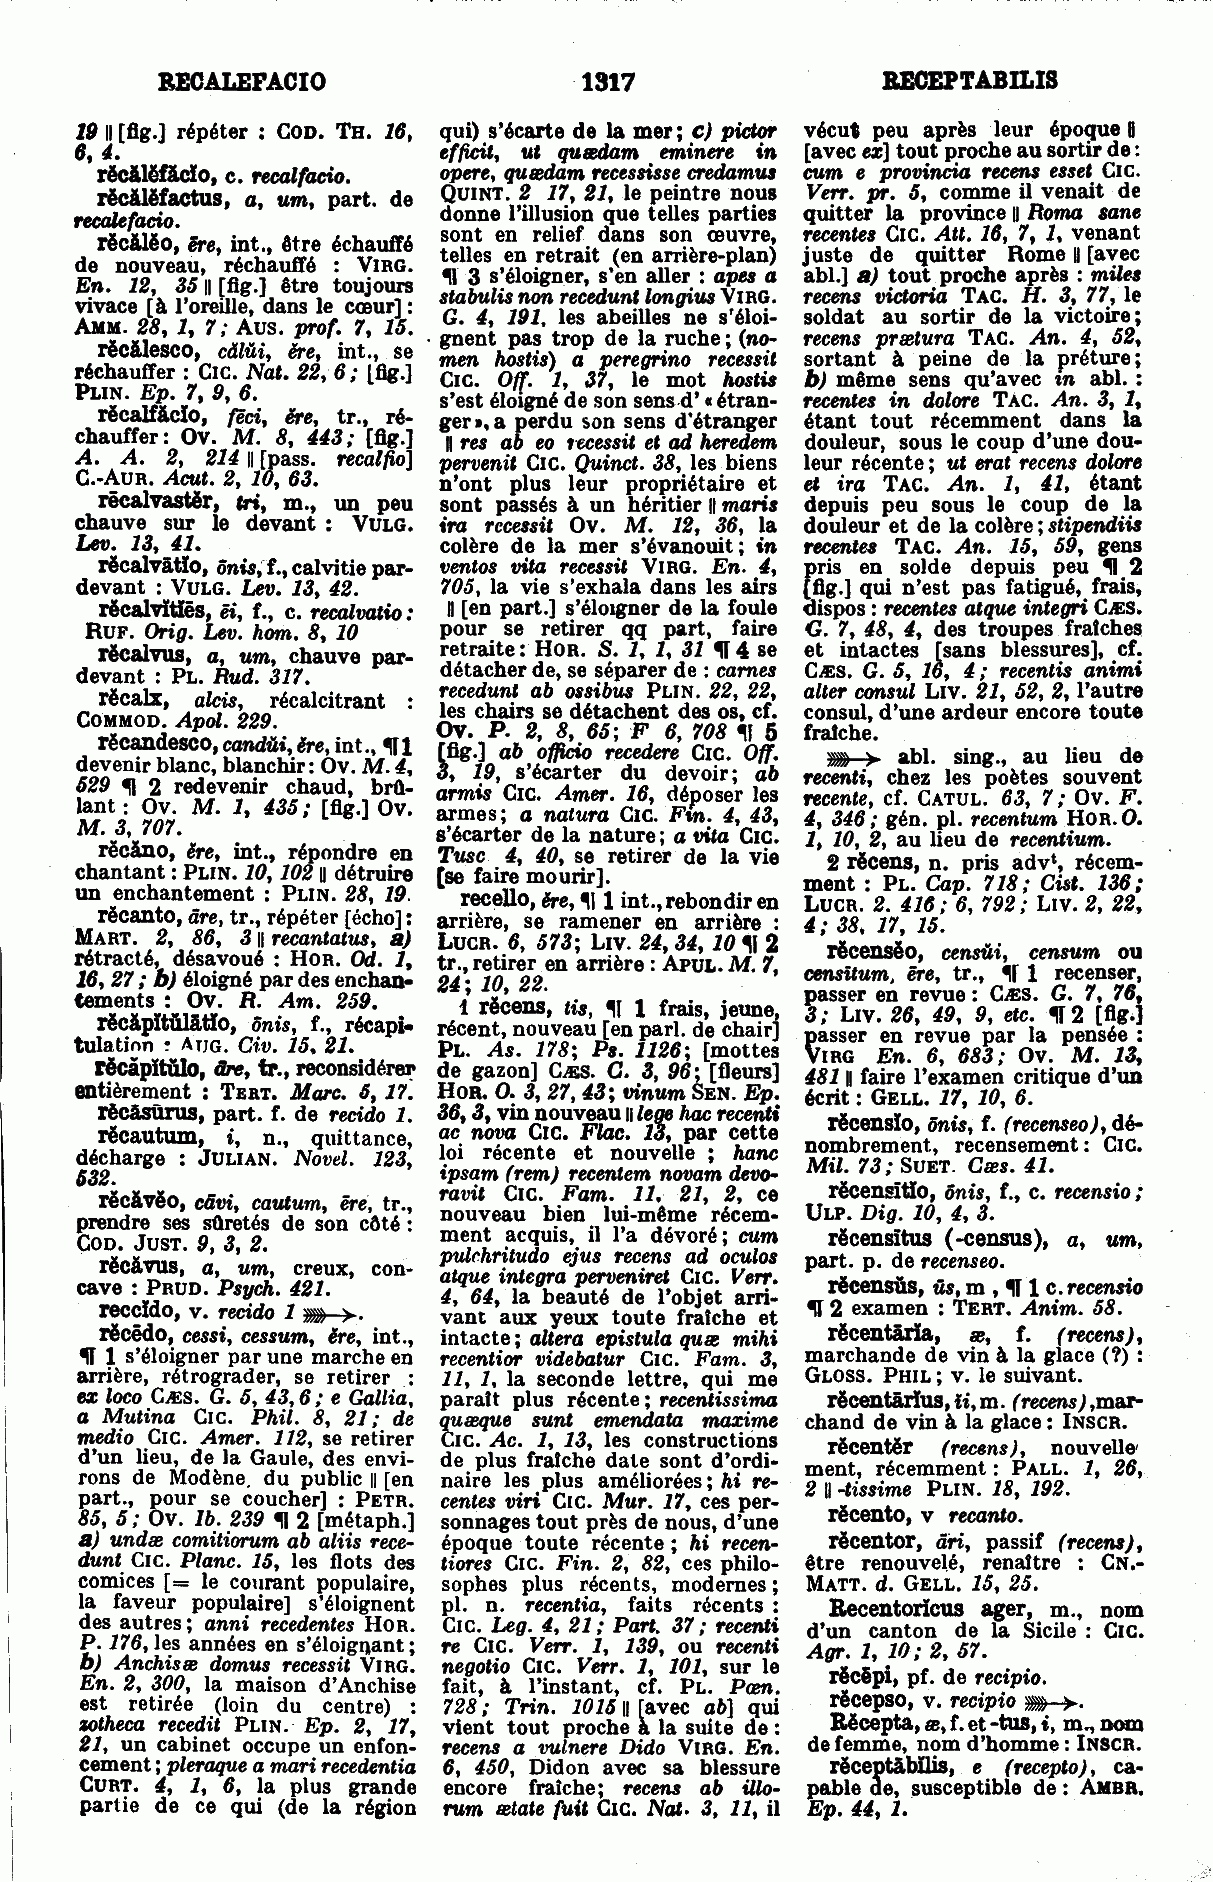 RECALEFACIO 1317 RECEPTABILIS
19 || [fig.] répéter : COD. TH. 16,
6, 4.
rĕcălĕfăcĭo, c. recalfacio.
rĕcălĕfactus, a, um, part. de
recalefacio.
rĕcălĕo, ēre, int., être échauffé
de nouveau, réchauffé : VIRG.
En. 12, 35 || [fig.] être toujours
vivace [à l'oreille, dans le cœur] :
AMM. 28, 1, 7; AUS. prof. 7, 15.
rĕcălesco, călŭi, ĕre, int., se
réchauffer : CIC. Nat. 22, 6; [fig.]
PLIN. Ep. 7, 9, 6.
rĕcalfăcĭo, fēci, ĕre, tr., ré-
chauffer : OV. M. 8, 443; [fig.]
A. A. 2, 214 || [pass. recalfio]
C.-AUR. Acut. 2, 10, 63.
rĕcalvastĕr, tri, m., un peu
chauve sur le devant : VULG.
Lev. 13, 41.
rĕcalvātĭo, ōnis, f., calvitie par-
devant : VULG. Lev. 13, 42.
rĕcalvĭtĭēs, ēi, f., c. recalvatio :
RUF. Orig. Lev. hom. 8, 10
rĕcalvus, a, um, chauve par-
devant : PL. Rud. 317.
rĕcalx, alcis, récalcitrant :
COMMOD. Apol. 229.
rĕcandesco, candŭi, ĕre, int., ¶ 1
devenir blanc, blanchir : OV. M. 4,
529 ¶ 2 redevenir chaud, brû-
lant : OV. M. 1, 435; [fig.] OV.
M. 3, 707.
rĕcăno, ĕre, int., répondre en
chantant : PLIN. 10, 102 || détruire
un enchantement : PLIN. 28, 19.
rĕcanto, āre, tr., répéter [écho] :
MART. 2, 86, 3 || recantatus, a)
rétracté, désavoué : HOR. Od. 1,
16, 27; b) éloigné par des enchan-
tements : OV. R. Am. 259.
rĕcăpĭtŭlātĭo, ōnis, f., récapi-
tulation : AUG. Civ. 15, 21.
rĕcăpĭtŭlo, āre, tr., reconsidérer
entièrement : TERT. Marc. 5, 17.
rĕcăsūrus, part. f. de recido 1.
rĕcautum, i, n., quittance,
décharge : JULIAN. Novel. 123,
532.
rĕcăvĕo, cāvi, cautum, ēre, tr.,
prendre ses sûretés de son côté :
COD. JUST. 9, 3, 2.
rĕcăvus, a, um, creux, con-
cave : PRUD. Psych. 421.
reccĭdo, v. recido 1 ⟫→.
rĕcēdo, cessi, cessum, ĕre, int.,
¶ 1 s'éloigner par une marche en
arrière, rétrograder, se retirer :
ex loco CÆS. G. 5, 43, 6; e Gallia,
a Mutina CIC. Phil. 8, 21; de
medio CIC. Amer. 112, se retirer
d'un lieu, de la Gaule, des envi-
rons de Modène, du public || [en
part., pour se coucher] : PETR.
85, 5; OV. Ib. 239 ¶ 2 [métaph.]
a) undæ comitiorum ab aliis rece-
dunt CIC. Planc. 15, les flots des
comices [= le courant populaire,
la faveur populaire] s'éloignent
des autres; anni recedentes HOR.
P. 176, les années en s'éloignant;
b) Anchisæ domus recessit VIRG.
En. 2, 300, la maison d'Anchise
est retirée (loin du centre) :
zotheca recedit PLIN. Ep. 2, 17,
21, un cabinet occupe un enfon-
cement; pleraque a mari recedentia
CURT. 4, 1, 6, la plus grande
partie de ce qui (de la région
qui) s'écarte de la mer; c) pictor
efficit, ut quædam eminere in
opere, quædam recessisse credamus
QUINT. 2 17, 21, le peintre nous
donne l'illusion que telles parties
sont en relief dans son œuvre,
telles en retrait (en arrière-plan)
¶ 3 s'éloigner, s'en aller : apes a
stabulis non recedunt longius VIRG.
G. 4, 191, les abeilles ne s'éloi-
gnent pas trop de la ruche; (no-
men hostis) a peregrino recessit
CIC. Off. 1, 37, le mot hostis
s'est éloigné de son sens d' « étran-
ger », a perdu son sens d'étranger
|| res ab eo recessit et ad heredem
pervenit CIC. Quinct. 38, les biens
n'ont plus leur propriétaire et
sont passés à un héritier || maris
ira recessit OV. M. 12, 36, la
colère de la mer s'évanouit; in
ventos vita recessit VIRG. En. 4,
705, la vie s'exhala dans les airs
|| [en part.] s'éloigner de la foule
pour se retirer qq part, faire
retraite : HOR. S. 1, 1, 31 ¶ 4 se
détacher de, se séparer de : carnes
recedunt ab ossibus PLIN. 22, 22,
les chairs se détachent des os, cf.
OV. P. 2, 8, 65; F 6, 708 ¶ 5
[fig.] ab officio recedere CIC. Off.
3, 19, s'écarter du devoir; ab
armis CIC. Amer. 16, déposer les
armes; a natura CIC. Fin. 4, 43,
s'écarter de la nature; a vita CIC.
Tusc 4, 40, se retirer de la vie
[se faire mourir].
recello, ĕre, ¶ 1 int., rebondir en
arrière, se ramener en arrière :
LUCR. 6, 573; LIV. 24, 34, 10 ¶ 2
tr., retirer en arrière : APUL. M. 7,
24; 10, 22.
1 rĕcens, tis, ¶ 1 frais, jeune,
récent, nouveau [en parl. de chair]
PL. As. 178; Ps. 1126; [mottes
de gazon] CÆS. C. 3, 96; [fleurs]
HOR. O. 3, 27, 43; vinum SEN. Ep.
36, 3, vin nouveau || lege hac recenti
ac nova CIC. Flac. 13, par cette
loi récente et nouvelle ; hanc
ipsam (rem) recentem novam devo-
ravit CIC. Fam. 11, 21, 2, ce
nouveau bien lui-même récem-
ment acquis, il l'a dévoré; cum
pulchritudo ejus recens ad oculos
atque integra perveniret CIC. Verr.
4, 64, la beauté de l'objet arri-
vant aux yeux toute fraîche et
intacte; altera epistula quæ mihi
recentior videbatur CIC. Fam. 3,
11, 1, la seconde lettre, qui me
paraît plus récente; recentissima
quæque sunt emendata maxime
CIC. Ac. 1, 13, les constructions
de plus fraîche date sont d'ordi-
naire les plus améliorées; hi re-
centes viri CIC. Mur. 17, ces per-
sonnages tout près de nous, d'une
époque toute récente ; hi recen-
tiores CIC. Fin. 2, 82, ces philo-
sophes plus récents, modernes;
pl. n. recentia, faits récents :
CIC. Leg. 4, 21; Part. 37; recenti
re CIC. Verr. 1, 139, ou recenti
negotio CIC. Verr. 1, 101, sur le
fait, à l'instant, cf. PL. Pœn.
728; Trin. 1015 || [avec ab] qui
vient tout proche à la suite de :
recens a vulnere Dido VIRG. En.
6, 450, Didon avec sa blessure
encore fraîche; recens ab illo-
rum ætate fuit CIC. Nat. 3, 11, il
vécut peu après leur époque ||
[avec ex] tout proche au sortir de :
cum e provincia recens esset CIC.
Verr. pr. 5, comme il venait de
quitter la province || Roma sane
recentes CIC. Att. 16, 7, 1, venant
juste de quitter Rome || [avec
abl.] a) tout proche après : miles
recens victoria TAC. H. 3, 77, le
soldat au sortir de la victoire;
recens prætura TAC. An. 4, 52,
sortant à peine de la préture;
b) même sens qu'avec in abl. :
recentes in dolore TAC. An. 3, 1,
étant tout récemment dans la
douleur, sous le coup d'une dou-
leur récente; ut erat recens dolore
et ira TAC. An. 1, 41, étant
depuis peu sous le coup de la
douleur et de la colère; stipendiis
recentes TAC. An. 15, 59, gens
pris en solde depuis peu ¶ 2
[fig.] qui n'est pas fatigué, frais,
dispos : recentes atque integri CÆS.
G. 7, 48, 4, des troupes fraîches
et intactes [sans blessures], cf.
CÆS. G. 5, 16, 4; recentis animi
alter consul LIV. 21, 52, 2, l'autre
consul, d'une ardeur encore toute
fraîche.
⟫→ abl. sing., au lieu de
recenti, chez les poètes souvent
recente, cf. CATUL. 63, 7; OV. F.
4, 346; gén. pl. recentum HOR. O.
1, 10, 2, au lieu de recentium.
2 rĕcens, n. pris advᵗ, récem-
ment : PL. Cap. 718; Cist. 136;
LUCR. 2. 416; 6, 792; LIV. 2, 22,
4; 38, 17, 15.
rĕcensĕo, censŭi, censum ou
censitum, ēre, tr., ¶ 1 recenser,
passer en revue : CÆS. G. 7, 76,
3; LIV. 26, 49, 9, etc. ¶ 2 [fig.]
passer en revue par la pensée :
VIRG En. 6, 683; OV. M. 13,
481 || faire l'examen critique d'un
écrit : GELL. 17, 10, 6.
rĕcensĭo, ōnis, f. (recenseo), dé-
nombrement, recensement : CIC.
Mil. 73; SUET. Cæs. 41.
rĕcensĭtĭo, ōnis, f., c. recensio;
ULP. Dig. 10, 4, 3.
rĕcensītus (-census), a, um,
part. p. de recenseo.
rĕcensŭs, ūs, m , ¶ 1 c. recensio
¶ 2 examen : TERT. Anim. 58.
rĕcentārĭa, æ, f. (recens),
marchande de vin à la glace (?) :
GLOSS. PHIL; v. le suivant.
rĕcentārĭus, ĭi, m. (recens), mar-
chand de vin à la glace : INSCR.
rĕcentĕr (recens), nouvelle-
ment, récemment : PALL. 1, 26,
2 || -tissime PLIN. 18, 192.
rĕcento, v recanto.
rĕcentor, āri, passif (recens),
être renouvelé, renaître : CN.-
MATT. d. GELL. 15, 25.
Recentorĭcus ager, m., nom
d'un canton de la Sicile : CIC.
Agr. 1, 10; 2, 57.
rĕcēpi, pf. de recipio.
rĕcepso, v. recipio ⟫→.
Rĕcepta, æ, f. et -tus, i, m., nom
de femme, nom d'homme : INSCR.
rĕceptābĭlis, e (recepto), ca-
pable de, susceptible de : AMBR.
Ep. 44, 1.